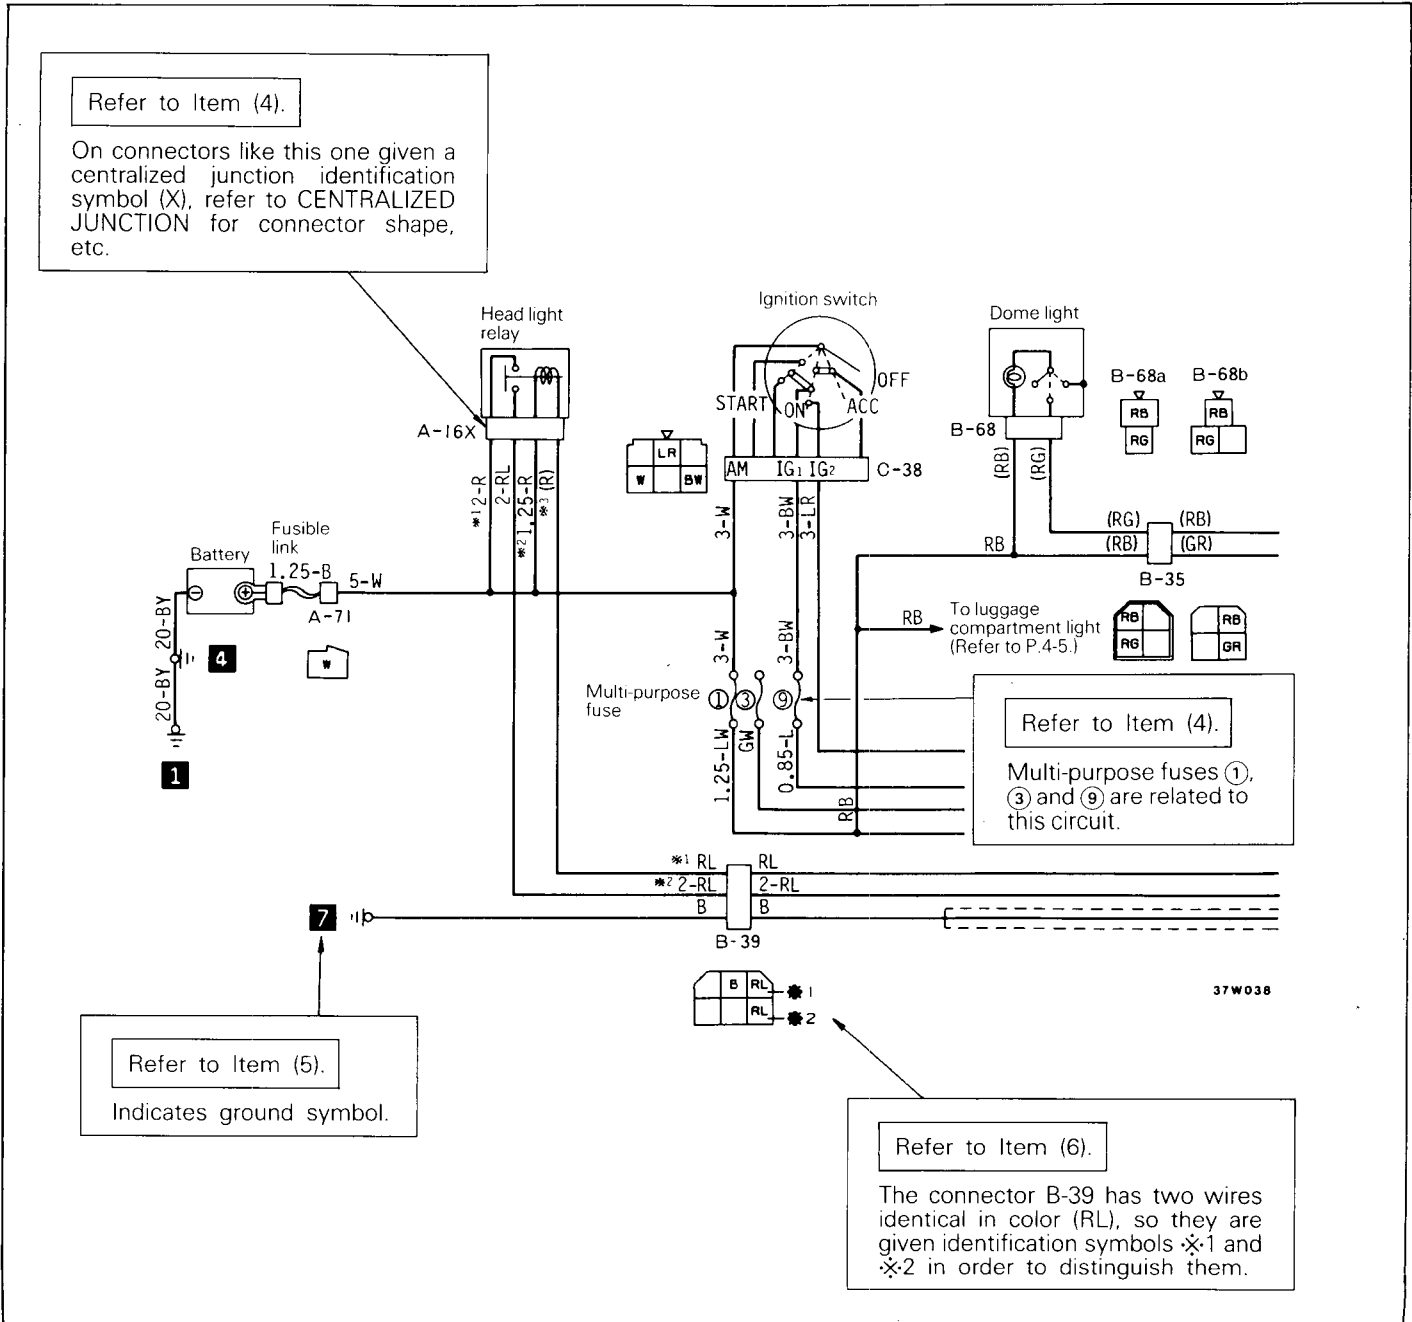 Refer to Item (4).
On connectors like this one given a
centralized junction identification
symbol (X), refer to CENTRALIZED
JUNCTION for connector shape,
etc.
Head light
relay
A-16X
※1 2-R
2-RL
※2 1.25-R
※3 (R)
Ignition switch
OFF
START
ON
ACC
AM
IG1
IG2
C-38
LR
W
BW
3-W
3-BW
3-LR
Dome light
B-68
(RB)
(RG)
B-68a
RB
RG
B-68b
RB
RG
(RG)
(RB)
RB
(RB)
(GR)
B-35
RB
RG
RB
GR
RB
To luggage
compartment light
(Refer to P.4-5.)
Battery
Fusible
link
1.25-B
5-W
A-71
W
20-BY
4
20-BY
1
3-W
3-BW
Multi-purpose
fuse
①
③
⑨
1.25-LW
GW
0.85-L
RB
Refer to Item (4).
Multi-purpose fuses ①,
③ and ⑨ are related to
this circuit.
※1 RL
RL
※2 2-RL
2-RL
B
B
B-39
7
B
RL
※1
RL
※2
37W038
Refer to Item (5).
Indicates ground symbol.
Refer to Item (6).
The connector B-39 has two wires
identical in color (RL), so they are
given identification symbols ※1 and
※2 in order to distinguish them.